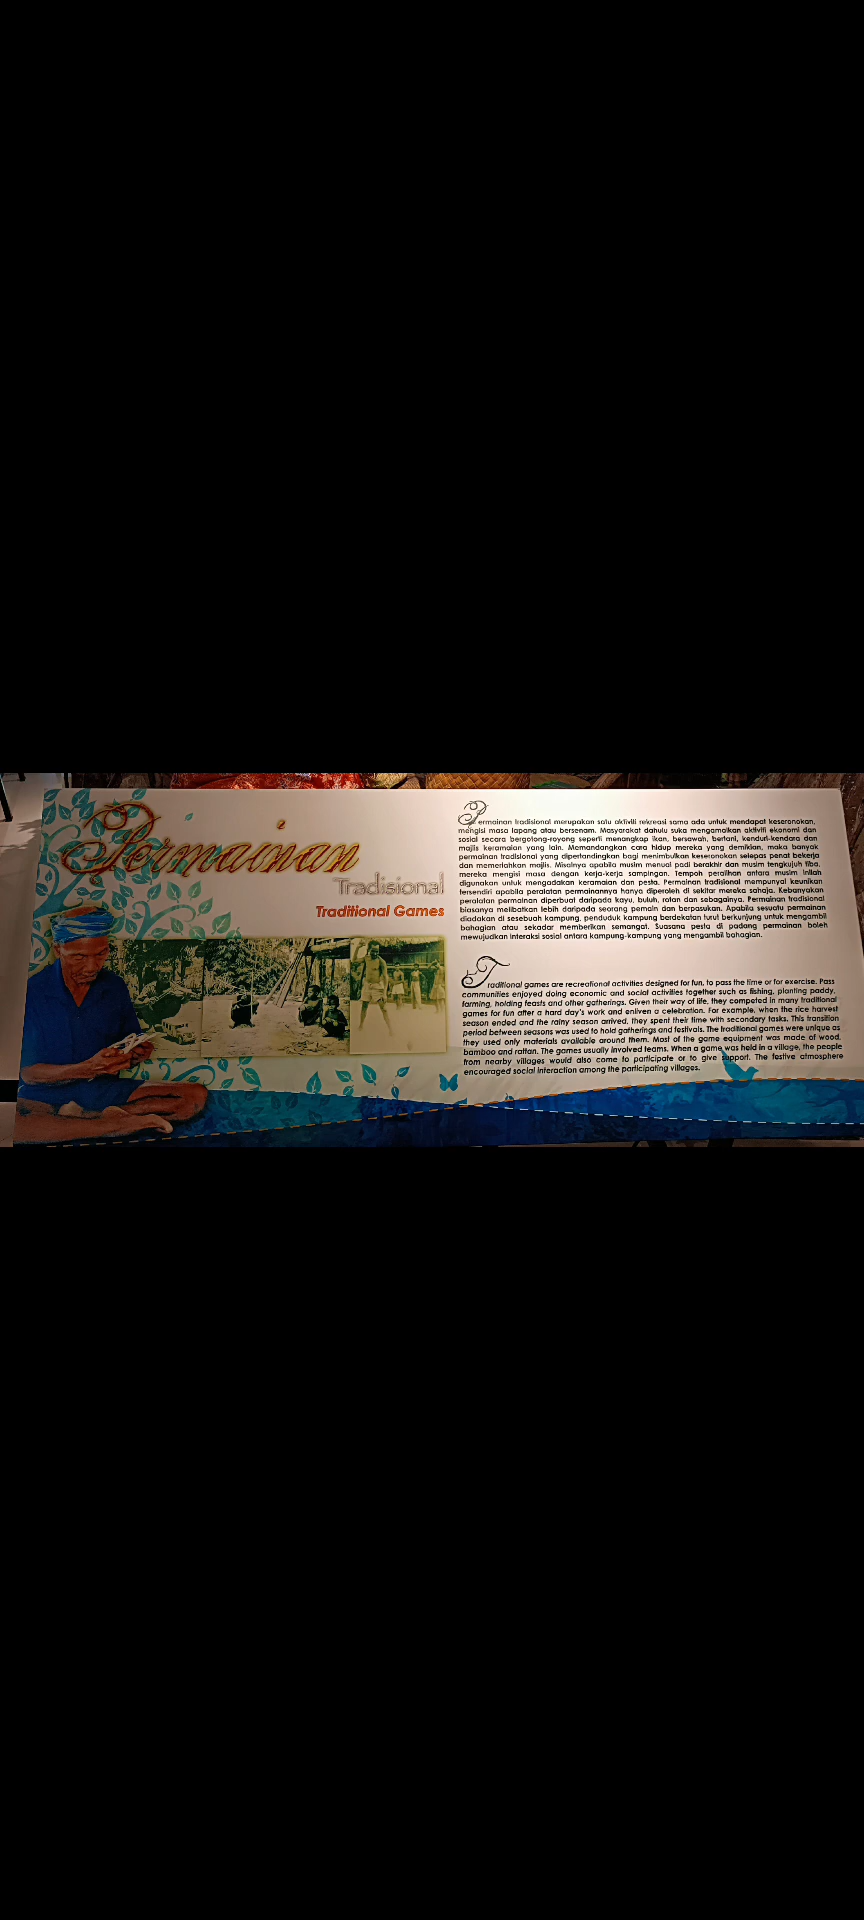 Permainan
Tradisional
Traditional Games
Permainan tradisional merupakan satu aktiviti rekreasi sama ada untuk mendapat keseronokan,
mengisi masa lapang atau bersenam. Masyarakat dahulu suka mengamalkan aktiviti ekonomi dan
sosial secara bergotong-royong seperti menangkap ikan, bersawah, bertani, kenduri-kendara dan
majlis keramaian yang lain. Memandangkan cara hidup mereka yang demikian, maka banyak
permainan tradisional yang dipertandingkan bagi menimbulkan keseronokan selepas penat bekerja
dan memeriahkan majlis. Misalnya apabila musim menuai padi berakhir dan musim tengkujuh tiba,
mereka mengisi masa dengan kerja-kerja sampingan. Tempoh peralihan antara musim inilah
digunakan untuk mengadakan keramaian dan pesta. Permainan tradisional mempunyai keunikan
tersendiri apabila peralatan permainannya hanya diperoleh di sekitar mereka sahaja. Kebanyakan
peralatan permainan diperbuat daripada kayu, buluh, rotan dan sebagainya. Permainan tradisional
biasanya melibatkan lebih daripada seorang pemain dan berpasukan. Apabila sesuatu permainan
diadakan di sesebuah kampung, penduduk kampung berdekatan turut berkunjung untuk mengambil
bahagian atau sekadar memberikan semangat. Suasana pesta di padang permainan boleh
mewujudkan interaksi sosial antara kampung-kampung yang mengambil bahagian.
Traditional games are recreational activities designed for fun, to pass the time or for exercise. Pass
communities enjoyed doing economic and social activities together such as fishing, planting paddy,
farming, holding feasts and other gatherings. Given their way of life, they competed in many traditional
games for fun after a hard day's work and enliven a celebration. For example, when the rice harvest
season ended and the rainy season arrived, they spent their time with secondary tasks. This transition
period between seasons was used to hold gatherings and festivals. The traditional games were unique as
they used only materials available around them. Most of the game equipment was made of wood,
bamboo and rattan. The games usually involved teams. When a game was held in a village, the people
from nearby villages would also come to participate or to give support. The festive atmosphere
encouraged social interaction among the participating villages.